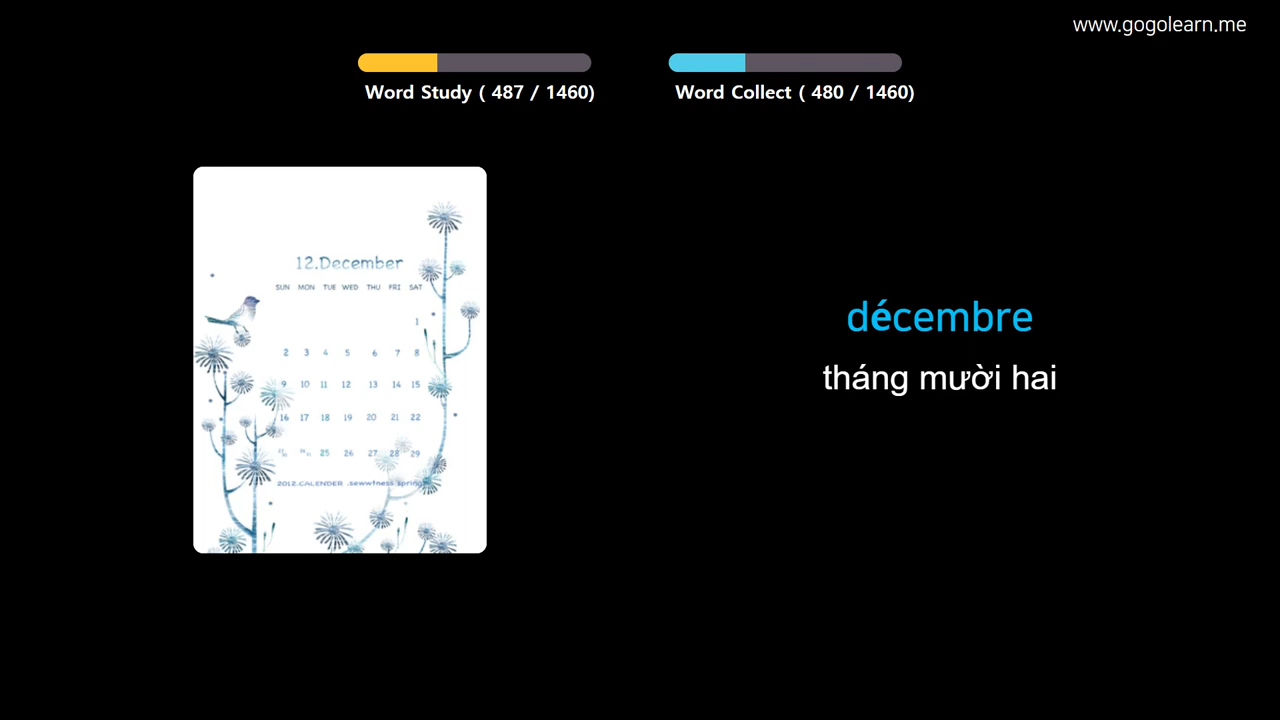 www.gogolearn.me
Word Study ( 487 / 1460)
Word Collect ( 480 / 1460)
12.December
SUN MON TUE WED THU FRI SAT
1
2 3 4 5 6 7 8
9 10 11 12 13 14 15
16 17 18 19 20 21 22
25 26 27 28 29
2012.CALENDER .sewwtness spring
décembre
tháng mười hai